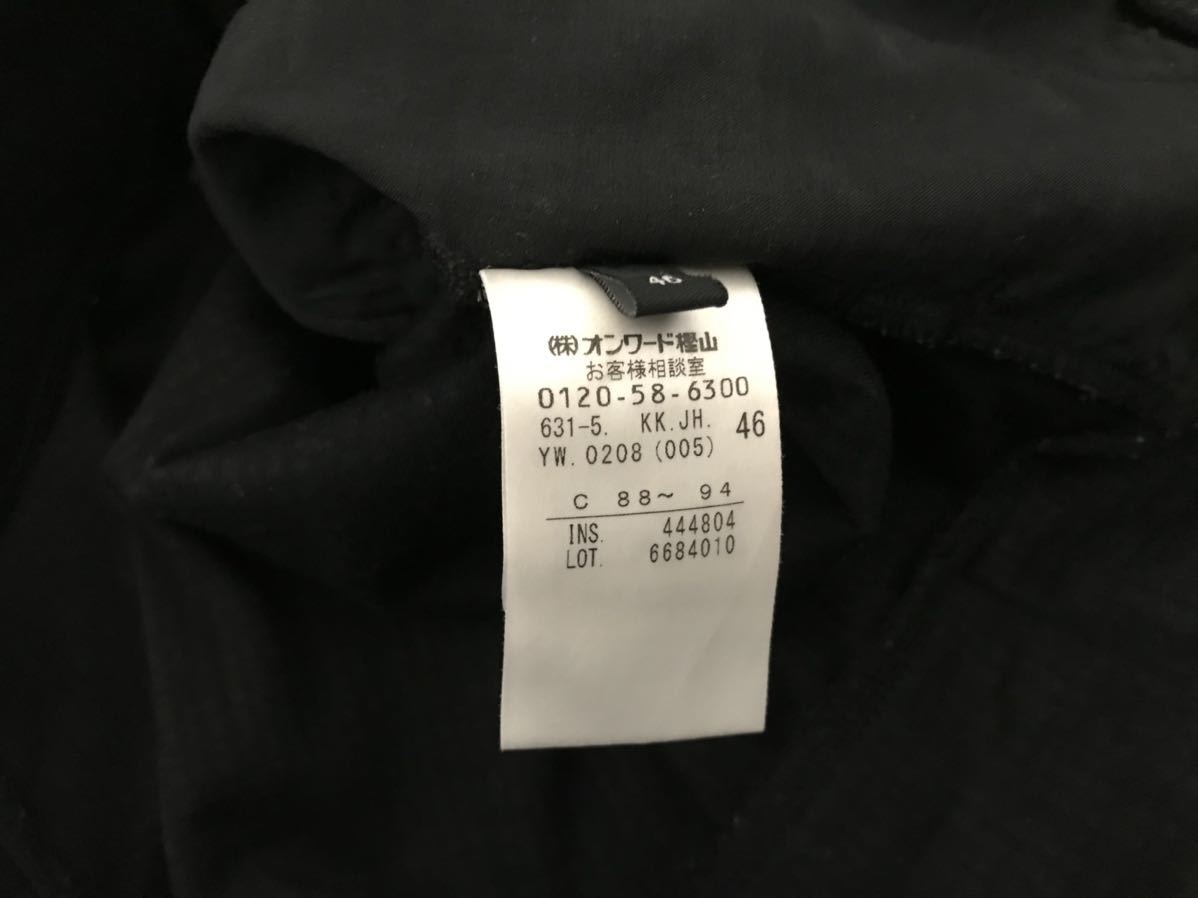 46
(株)オンワード樫山
お客様相談室
0120-58-6300
631-5. KK.JH. 46
YW.0208(005)
C 88~ 94
INS. 444804
LOT. 6684010